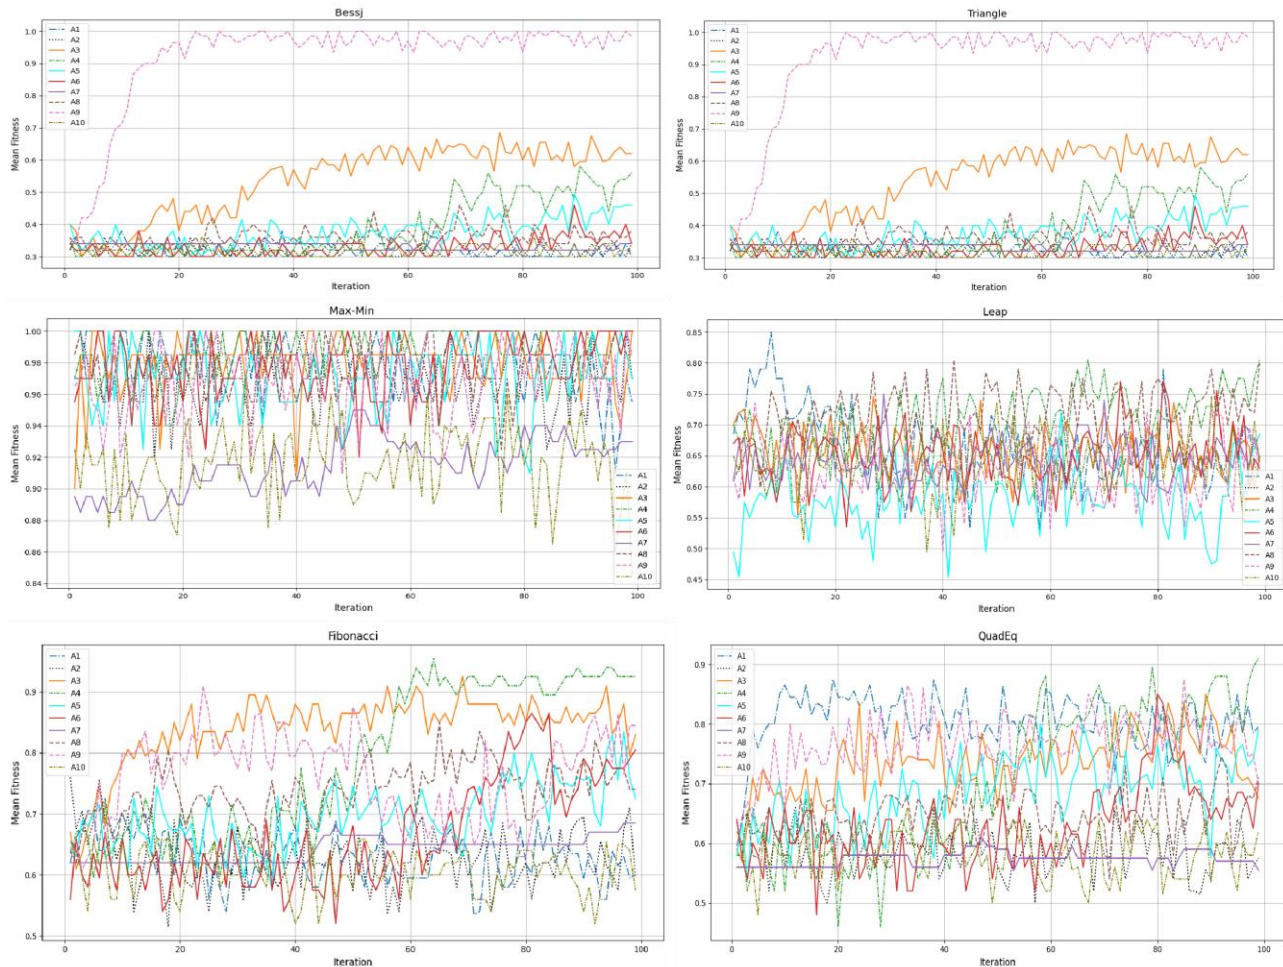 Bessj
Mean Fitness
1.0
0.9
0.8
0.7
0.6
0.5
0.4
0.3
A1
A2
A3
A4
A5
A6
A7
A8
A9
A10
0 20 40 60 80 100
Iteration
Triangle
Mean Fitness
1.0
0.9
0.8
0.7
0.6
0.5
0.4
0.3
A1
A2
A3
A4
A5
A6
A7
A8
A9
A10
0 20 40 60 80 100
Iteration
Max-Min
Mean Fitness
1.00
0.98
0.96
0.94
0.92
0.90
0.88
0.86
0.84
A1
A2
A3
A4
A5
A6
A7
A8
A9
A10
0 20 40 60 80 100
Iteration
Leap
Mean Fitness
0.85
0.80
0.75
0.70
0.65
0.60
0.55
0.50
0.45
A1
A2
A3
A4
A5
A6
A7
A8
A9
A10
0 20 40 60 80 100
Iteration
Fibonacci
Mean Fitness
0.9
0.8
0.7
0.6
0.5
A1
A2
A3
A4
A5
A6
A7
A8
A9
A10
0 20 40 60 80 100
Iteration
QuadEq
Mean Fitness
0.9
0.8
0.7
0.6
0.5
A1
A2
A3
A4
A5
A6
A7
A8
A9
A10
0 20 40 60 80 100
Iteration